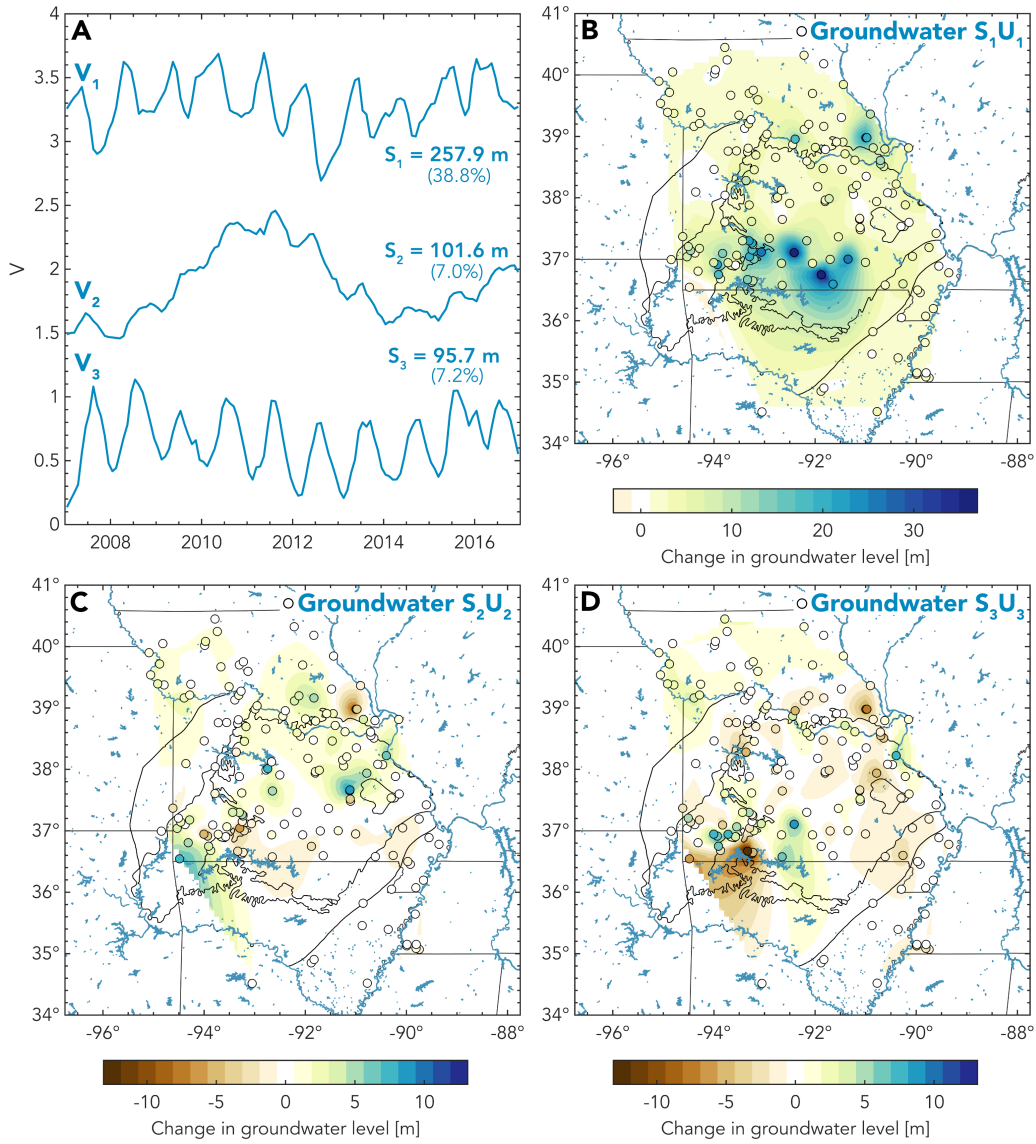 A
B
Groundwater S1U1
V1
S1 = 257.9 m
(38.8%)
S2 = 101.6 m
(7.0%)
V2
S3 = 95.7 m
(7.2%)
V3
V
4
3.5
3
4
2.5
2
1.5
1
0.5
0
2008 2010 2012 2014 2016
41°
40°
39°
38°
37°
36°
35°
34°
-96° -94° -92° -90° -88°
0 10 20 30
Change in groundwater level [m]
C
Groundwater S2U2
41°
40°
39°
38°
37°
36°
35°
34°
-96° -94° -92° -90° -88°
-10 -5 0 5 10
Change in groundwater level [m]
D
Groundwater S3U3
41°
40°
39°
38°
37°
36°
35°
34°
-96° -94° -92° -90° -88°
-10 -5 0 5 10
Change in groundwater level [m]